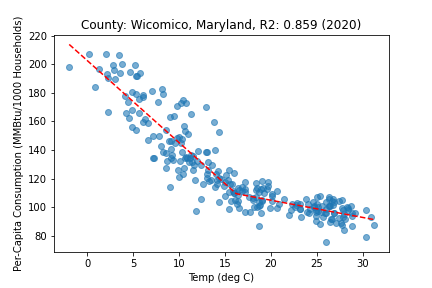 County: Wicomico, Maryland, R2: 0.859 (2020)
Per-Capita Consumption (MMBtu/1000 Households)
220
200
180
160
140
120
100
80
0 5 10 15 20 25 30
Temp (deg C)